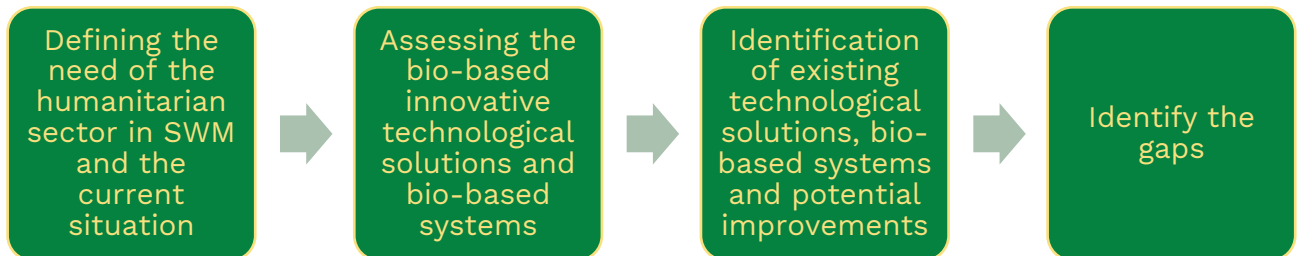 Defining the
need of the
humanitarian
sector in SWM
and the
current
situation
Assessing the
bio-based
innovative
technological
solutions and
bio-based
systems
Identification
of existing
technological
solutions, bio-
based systems
and potential
improvements
Identify the
gaps